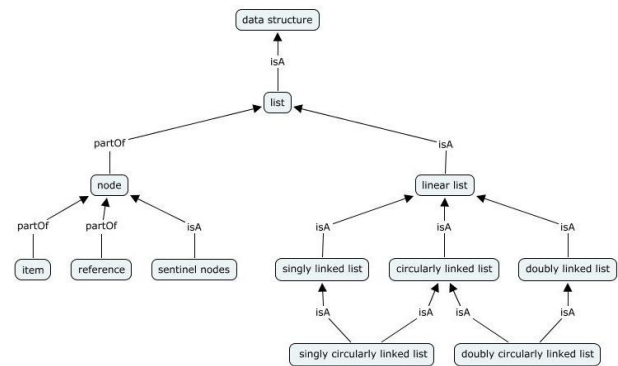 data structure
isA
list
partOf
isA
node
linear list
partOf
partOf
isA
isA
isA
isA
item
reference
sentinel nodes
singly linked list
circularly linked list
doubly linked list
isA
isA
isA
isA
singly circularly linked list
doubly circularly linked list